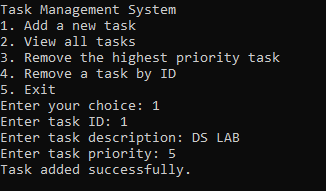 Task Management System
1. Add a new task
2. View all tasks
3. Remove the highest priority task
4. Remove a task by ID
5. Exit
Enter your choice: 1
Enter task ID: 1
Enter task description: DS LAB
Enter task priority: 5
Task added successfully.